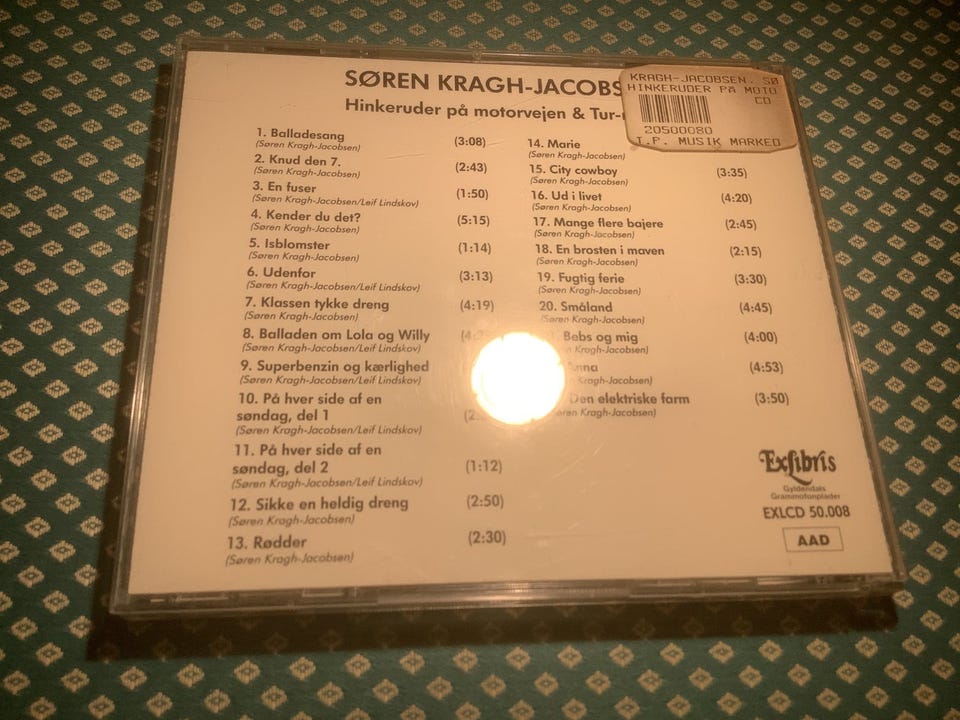 SØREN KRAGH-JACOBS
Hinkeruder på motorvejen & Tur-
KRAGH-JACOBSEN. SØ
HINKERUDER PÅ MOTO
CD
20500080
T.P. MUSIK MARKED
1. Balladesang (3:08)
(Søren Kragh-Jacobsen)
2. Knud den 7. (2:43)
(Søren Kragh-Jacobsen)
3. En fuser (1:50)
(Søren Kragh-Jacobsen/Leif Lindskov)
4. Kender du det? (5:15)
(Søren Kragh-Jacobsen)
5. Isblomster (1:14)
(Søren Kragh-Jacobsen)
6. Udenfor (3:13)
(Søren Kragh-Jacobsen/Leif Lindskov)
7. Klassen tykke dreng (4:19)
(Søren Kragh-Jacobsen)
8. Balladen om Lola og Willy
(Søren Kragh-Jacobsen/Leif Lindskov)
9. Superbenzin og kærlighed
(Søren Kragh-Jacobsen/Leif Lindskov)
10. På hver side af en
søndag, del 1
(Søren Kragh-Jacobsen/Leif Lindskov)
11. På hver side af en
søndag, del 2 (1:12)
(Søren Kragh-Jacobsen/Leif Lindskov)
12. Sikke en heldig dreng (2:50)
(Søren Kragh-Jacobsen)
13. Rødder (2:30)
(Søren Kragh-Jacobsen)
14. Marie
(Søren Kragh-Jacobsen)
15. City cowboy (3:35)
(Søren Kragh-Jacobsen)
16. Ud i livet (4:20)
(Søren Kragh-Jacobsen)
17. Mange flere bajere (2:45)
(Søren Kragh-Jacobsen)
18. En brosten i maven (2:15)
(Søren Kragh-Jacobsen)
19. Fugtig ferie (3:30)
(Søren Kragh-Jacobsen)
20. Småland (4:45)
(Søren Kragh-Jacobsen)
Bebs og mig (4:00)
Kragh-Jacobsen)
Anna (4:53)
Kragh-Jacobsen)
Den elektriske farm (3:50)
Kragh-Jacobsen)
ExLibris
Gyldendals
Grammofonplader
EXLCD 50.008
AAD